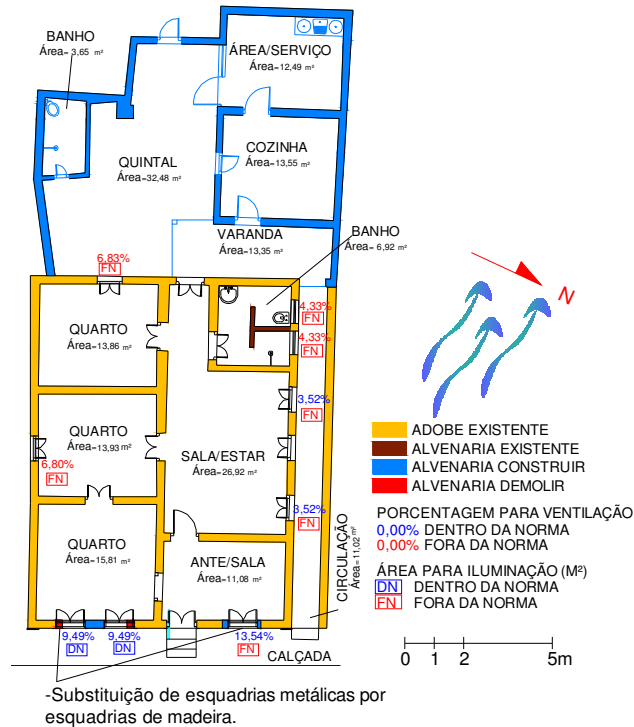 BANHO
Área= 3,65 m²
ÁREA/SERVIÇO
Área=12,49 m²
COZINHA
Área=13,55 m²
QUINTAL
Área=32,48 m²
VARANDA
Área=13,35 m²
BANHO
Área= 6,92 m²
6,83%
FN
QUARTO
Área=13,86 m²
4,33%
FN
4,33%
FN
3,52%
FN
QUARTO
Área=13,93 m²
6,80%
FN
SALA/ESTAR
Área=26,92 m²
3,52%
FN
QUARTO
Área=15,81 m²
ANTE/SALA
Área=11,08 m²
CIRCULAÇÃO
Área=11,02 m²
9,49%
DN
9,49%
DN
13,54%
FN
CALÇADA
-Substituição de esquadrias metálicas por
esquadrias de madeira.
N
ADOBE EXISTENTE
ALVENARIA EXISTENTE
ALVENARIA CONSTRUIR
ALVENARIA DEMOLIR
PORCENTAGEM PARA VENTILAÇÃO
0,00% DENTRO DA NORMA
0,00% FORA DA NORMA
ÁREA PARA ILUMINAÇÃO (M²)
DN DENTRO DA NORMA
FN FORA DA NORMA
0 1 2 5m